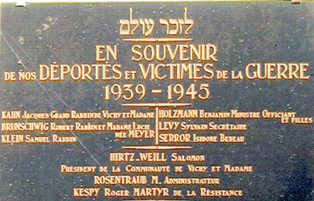 לזכר עולם
EN SOUVENIR
DE NOS DÉPORTÉS ET VICTIMES DE LA GUERRE
1939-1945
KAHN JACQUES-GRAND RABBIN DE VICHY ET MADAME
BRUNSCHWIG ROBERT RABBIN ET MADAME LUCIE
NÉE MEYER
KLEIN SAMUEL RABBIN
HOLZMANN BENJAMIN MINISTRE OFFICIANT
ET FILLES
LEVY SYLVAIN SECRÉTAIRE
SERROR ISIDORE BEDEAU
HIRTZ-WEILL SALOMON
PRÉSIDENT DE LA COMMUNAUTÉ DE VICHY ET MADAME
ROSENTRAUB M. ADMINISTRATEUR
KESPY ROGER MARTYR DE LA RÉSISTANCE